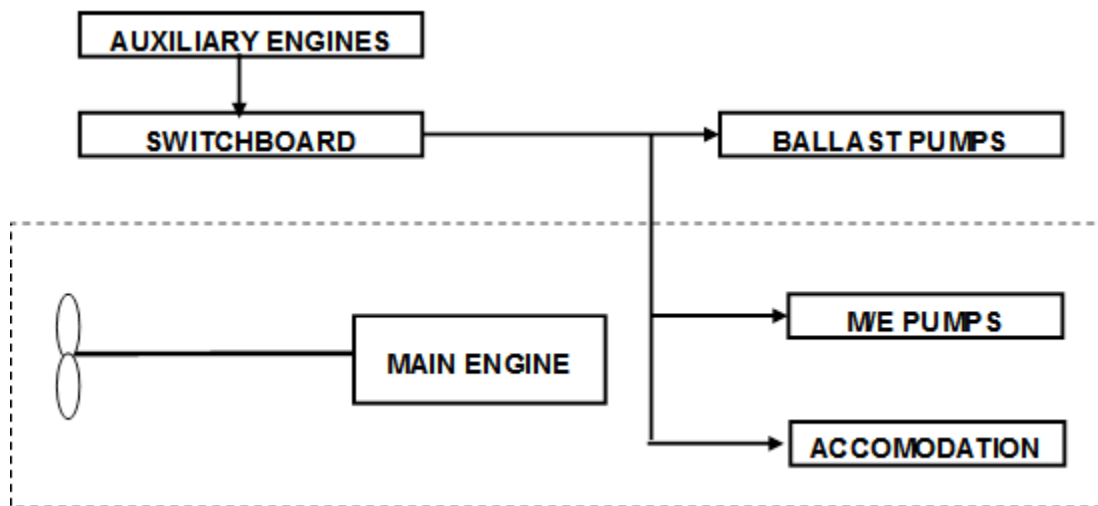 AUXILIARY ENGINES
SWITCHBOARD
BALLAST PUMPS
M/E PUMPS
MAIN ENGINE
ACCOMODATION